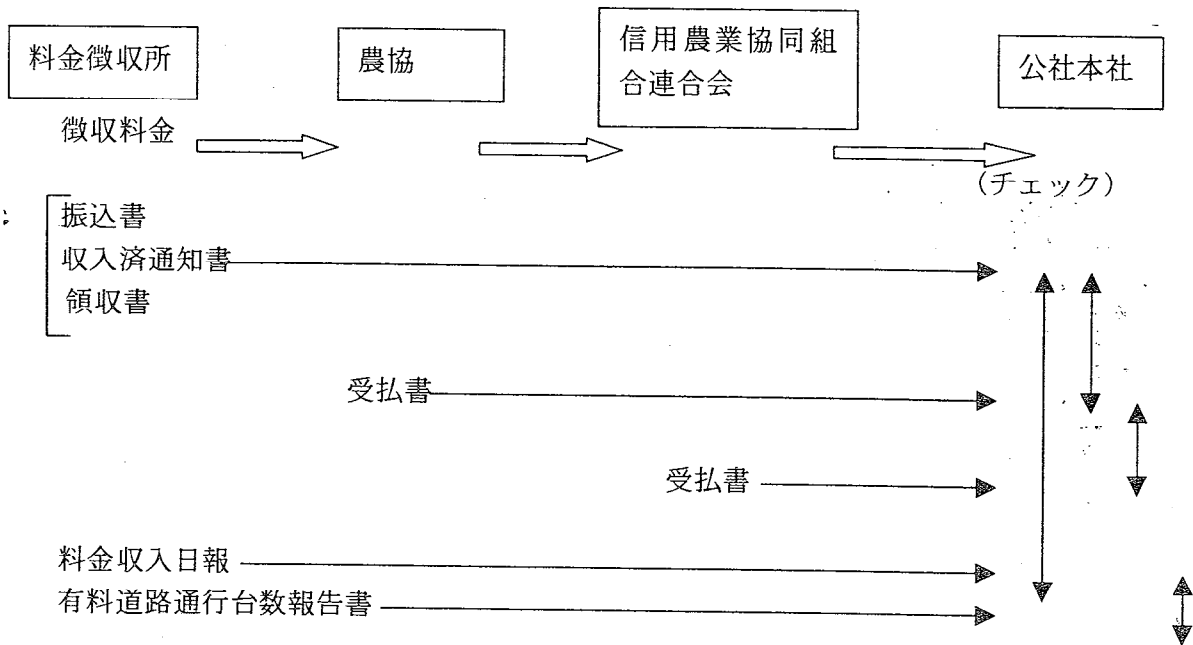 料金徴収所
農協
信用農業協同組
合連合会
公社本社
徴収料金
(チェック)
振込書
収入済通知書
領収書
受払書
受払書
料金収入日報
有料道路通行台数報告書